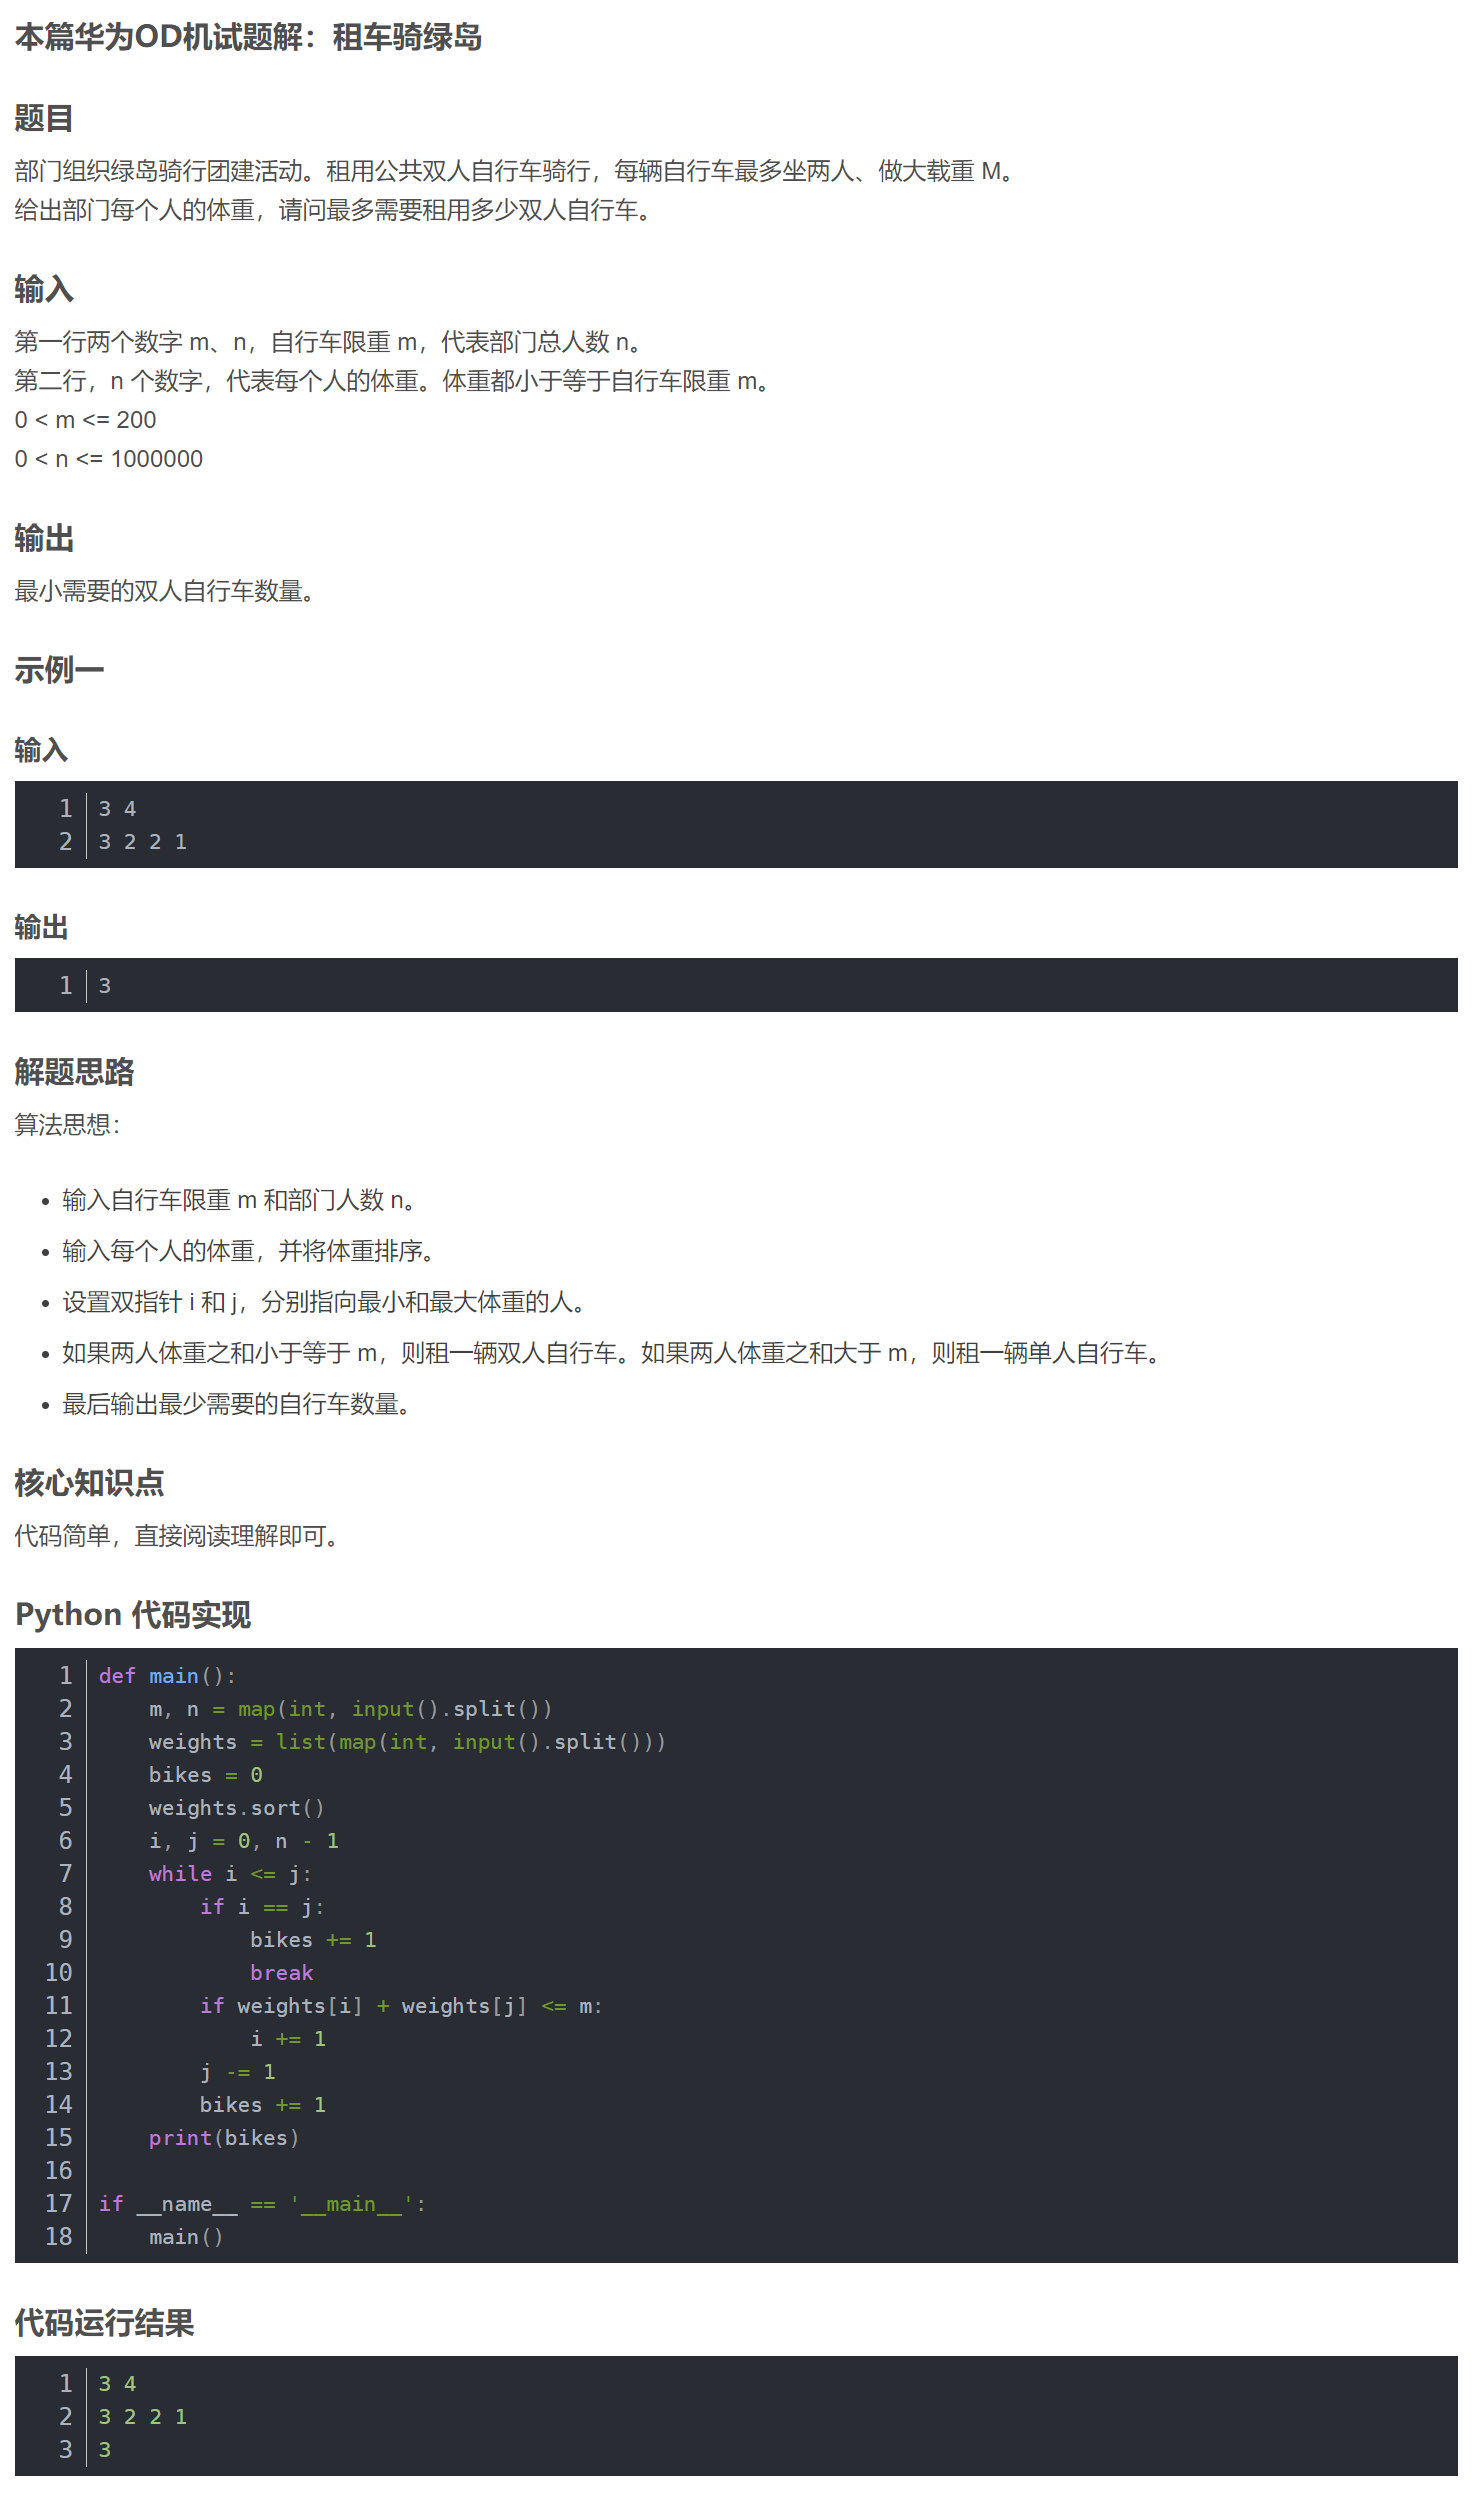 本篇华为OD机试题解：租车骑绿岛
题目
部门组织绿岛骑行团建活动。租用公共双人自行车骑行，每辆自行车最多坐两人、做大载重 M。
给出部门每个人的体重，请问最多需要租用多少双人自行车。
输入
第一行两个数字 m、n，自行车限重 m，代表部门总人数 n。
第二行，n 个数字，代表每个人的体重。体重都小于等于自行车限重 m。
0 < m <= 200
0 < n <= 1000000
输出
最小需要的双人自行车数量。
示例一
输入
1 3 4
2 3 2 2 1
输出
1 3
解题思路
算法思想：
• 输入自行车限重 m 和部门人数 n。
• 输入每个人的体重，并将体重排序。
• 设置双指针 i 和 j，分别指向最小和最大体重的人。
• 如果两人体重之和小于等于 m，则租一辆双人自行车。如果两人体重之和大于 m，则租一辆单人自行车。
• 最后输出最少需要的自行车数量。
核心知识点
代码简单，直接阅读理解即可。
Python 代码实现
1 def main():
2     m, n = map(int, input().split())
3     weights = list(map(int, input().split()))
4     bikes = 0
5     weights.sort()
6     i, j = 0, n - 1
7     while i <= j:
8         if i == j:
9             bikes += 1
10             break
11         if weights[i] + weights[j] <= m:
12             i += 1
13         j -= 1
14         bikes += 1
15     print(bikes)
16
17 if __name__ == '__main__':
18     main()
代码运行结果
1 3 4
2 3 2 2 1
3 3